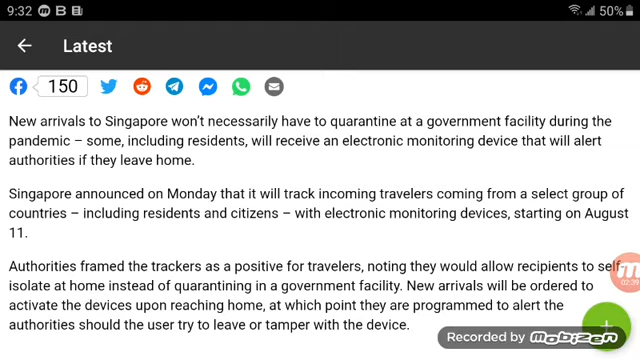 9:32 M B 50%
Latest
150
New arrivals to Singapore won't necessarily have to quarantine at a government facility during the
pandemic – some, including residents, will receive an electronic monitoring device that will alert
authorities if they leave home.
Singapore announced on Monday that it will track incoming travelers coming from a select group of
countries – including residents and citizens – with electronic monitoring devices, starting on August
11.
Authorities framed the trackers as a positive for travelers, noting they would allow recipients to self-
isolate at home instead of quarantining in a government facility. New arrivals will be ordered to
activate the devices upon reaching home, at which point they are programmed to alert the
authorities should the user try to leave or tamper with the device.
M
02:39
Recorded by Mobizen